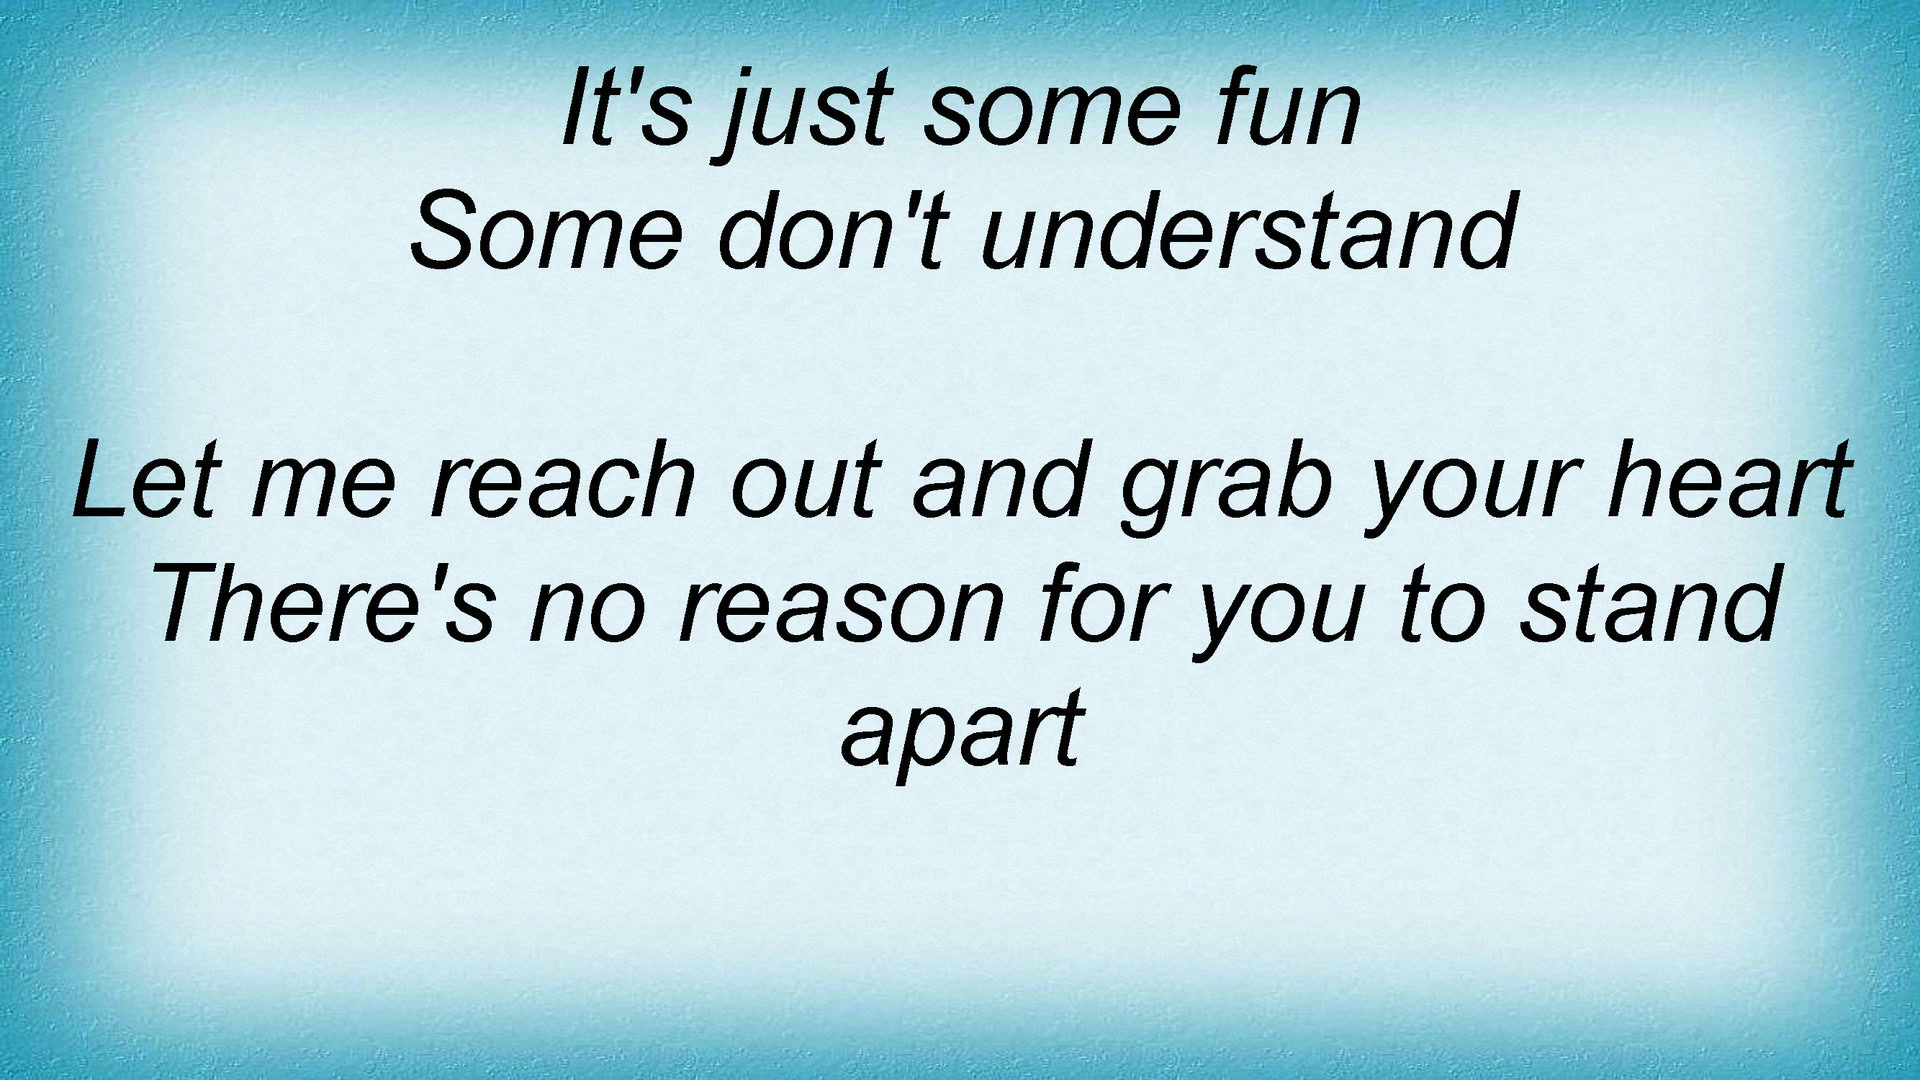 It's just some fun
Some don't understand
Let me reach out and grab your heart
There's no reason for you to stand
apart